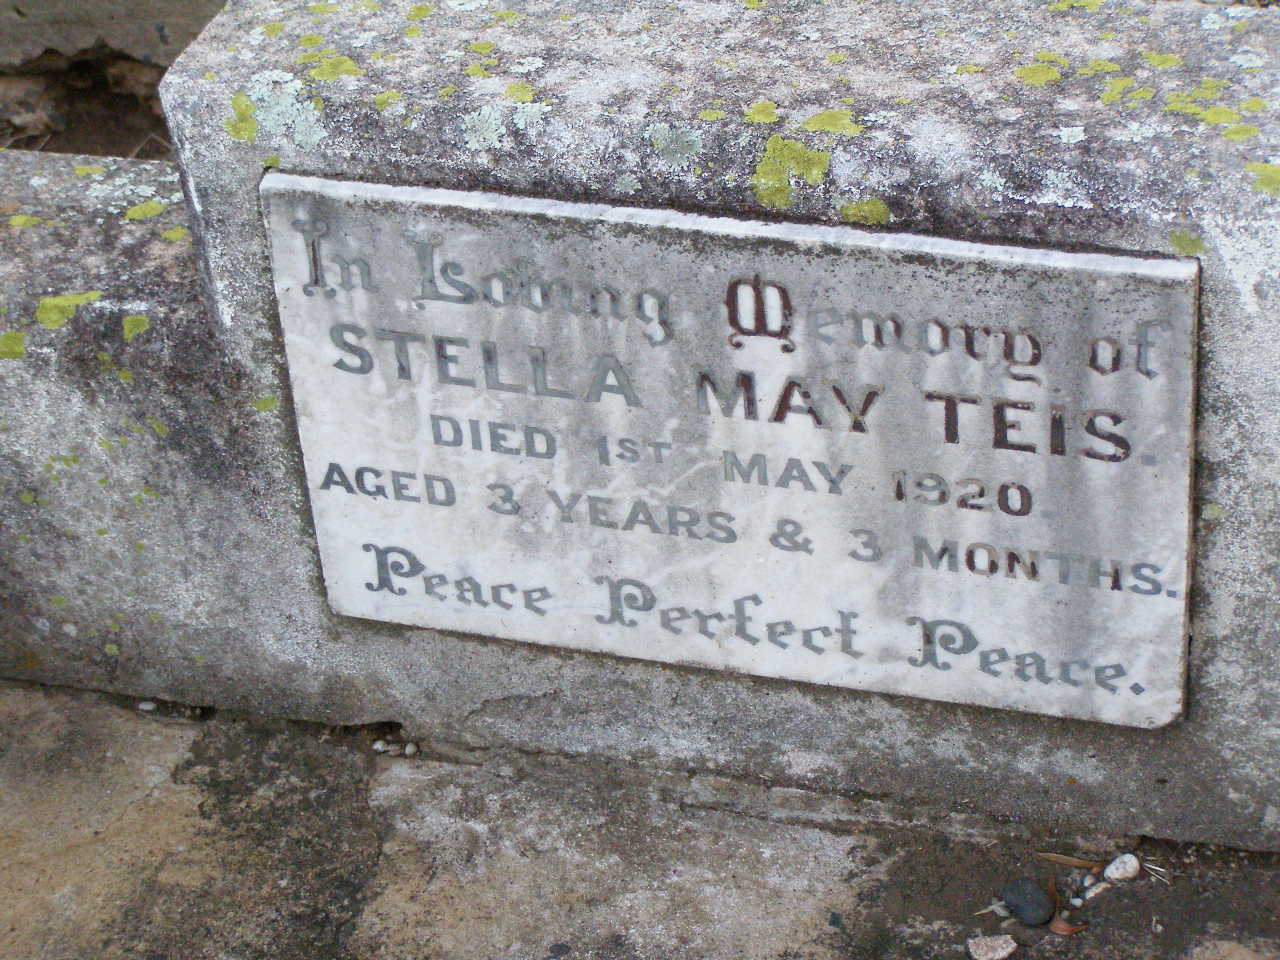 In Loving Memory of
STELLA MAY TEIS.
DIED 1ST MAY 1920
AGED 3 YEARS & 3 MONTHS.
Peace Perfect Peace.